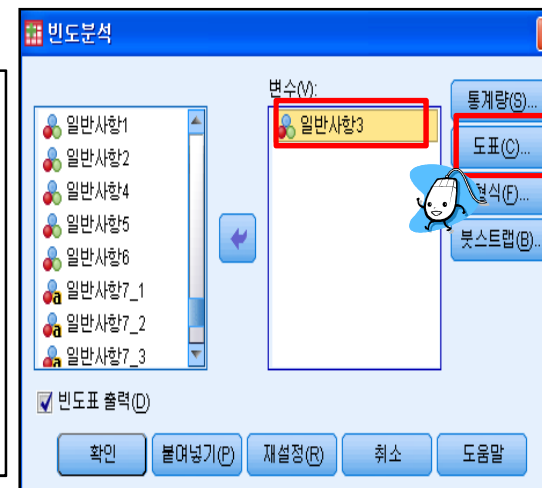 빈도분석
변수(V):
일반사항1
일반사항2
일반사항4
일반사항5
일반사항6
일반사항7_1
일반사항7_2
일반사항7_3
일반사항3
통계량(S)...
도표(C)...
형식(F)...
붓스트랩(B)..
빈도표 출력(D)
확인
붙여넣기(P)
재설정(R)
취소
도움말